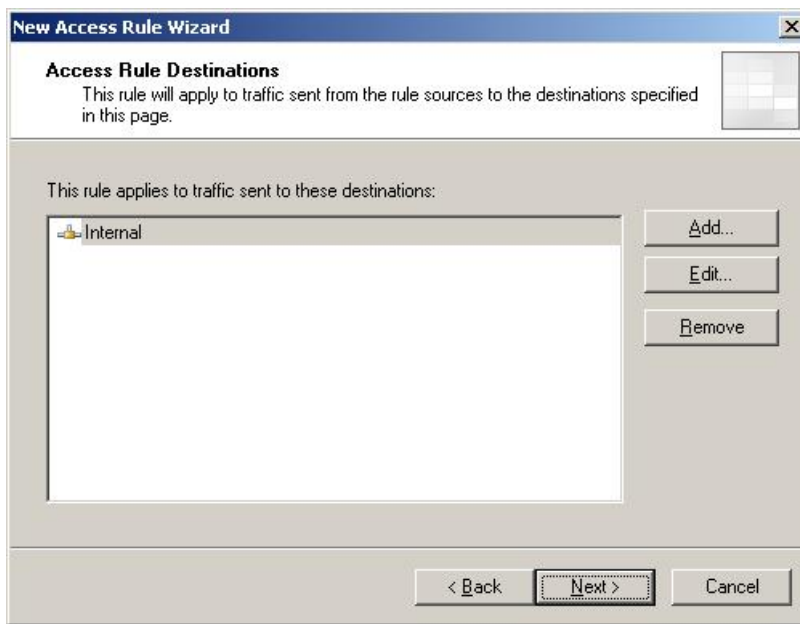 New Access Rule Wizard
Access Rule Destinations
This rule will apply to traffic sent from the rule sources to the destinations specified
in this page.
This rule applies to traffic sent to these destinations:
Internal
Add...
Edit...
Remove
< Back
Next >
Cancel